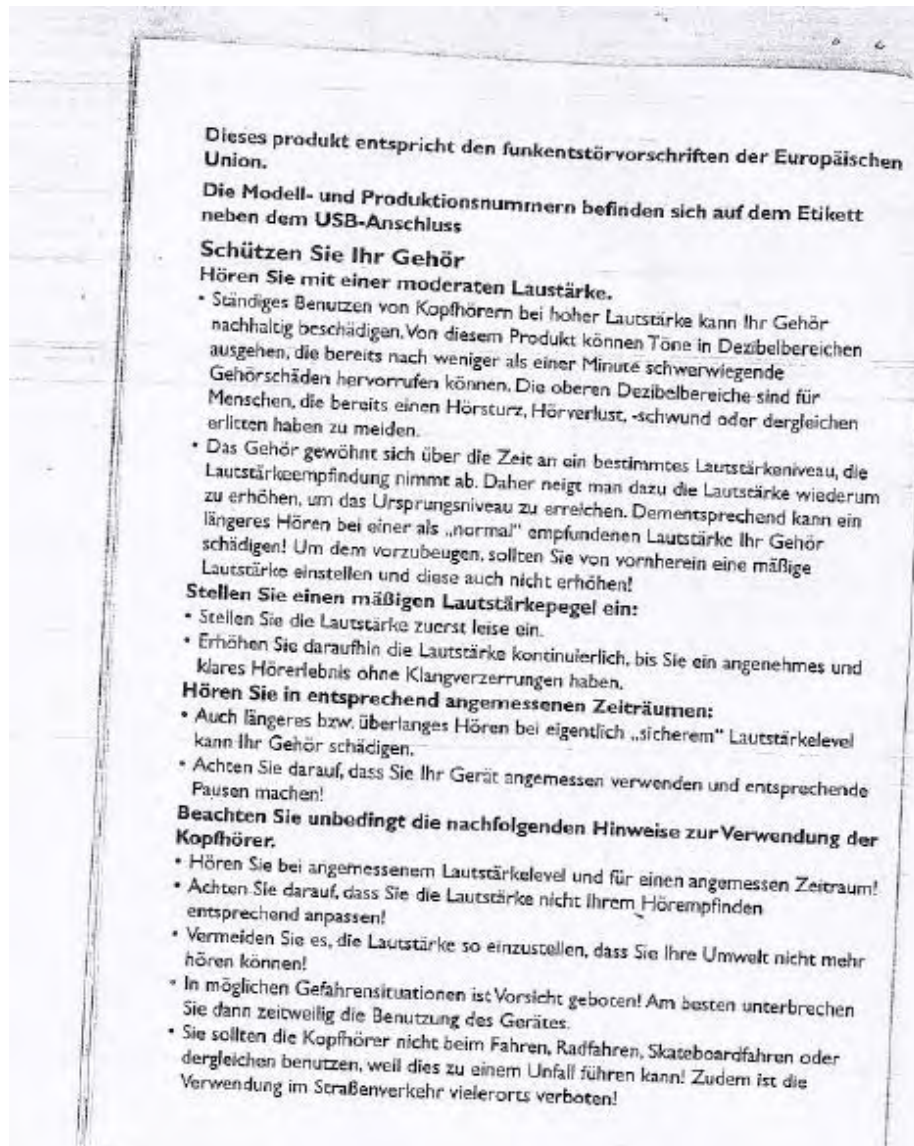 Dieses produkt entspricht den funkentstörvorschriften der Europäischen
Union.
Die Modell- und Produktionsnummern befinden sich auf dem Etikett
neben dem USB-Anschluss
Schützen Sie Ihr Gehör
Hören Sie mit einer moderaten Laustärke.
• Ständiges Benutzen von Kopfhörern bei hoher Lautstärke kann Ihr Gehör
nachhaltig beschädigen. Von diesem Produkt können Töne in Dezibelbereichen
ausgehen, die bereits nach weniger als einer Minute schwerwiegende
Gehörschäden hervorrufen können. Die oberen Dezibelbereiche sind für
Menschen, die bereits einen Hörsturz, Hörverlust, -schwund oder dergleichen
erlitten haben zu meiden.
• Das Gehör gewöhnt sich über die Zeit an ein bestimmtes Lautstärkeniveau, die
Lautstärkeempfindung nimmt ab. Daher neigt man dazu die Lautstärke wiederum
zu erhöhen, um das Ursprungsniveau zu erreichen. Dementsprechend kann ein
längeres Hören bei einer als „normal" empfundenen Lautstärke Ihr Gehör
schädigen! Um dem vorzubeugen, sollten Sie von vornherein eine mäßige
Lautstärke einstellen und diese auch nicht erhöhen!
Stellen Sie einen mäßigen Lautstärkepegel ein:
• Stellen Sie die Lautstärke zuerst leise ein.
• Erhöhen Sie daraufhin die Lautstärke kontinuierlich, bis Sie ein angenehmes und
klares Hörerlebnis ohne Klangverzerrungen haben.
Hören Sie in entsprechend angemessenen Zeiträumen:
• Auch längeres bzw. überlanges Hören bei eigentlich „sicherem" Lautstärkelevel
kann Ihr Gehör schädigen.
• Achten Sie darauf, dass Sie Ihr Gerät angemessen verwenden und entsprechende
Pausen machen!
Beachten Sie unbedingt die nachfolgenden Hinweise zur Verwendung der
Kopfhörer.
• Hören Sie bei angemessenem Lautstärkelevel und für einen angemessen Zeitraum!
• Achten Sie darauf, dass Sie die Lautstärke nicht Ihrem Hörempfinden
entsprechend anpassen!
• Vermeiden Sie es, die Lautstärke so einzustellen, dass Sie Ihre Umwelt nicht mehr
hören können!
• In möglichen Gefahrensituationen ist Vorsicht geboten! Am besten unterbrechen
Sie dann zeitweilig die Benutzung des Gerätes.
• Sie sollten die Kopfhörer nicht beim Fahren, Radfahren, Skateboardfahren oder
dergleichen benutzen, weil dies zu einem Unfall führen kann! Zudem ist die
Verwendung im Straßenverkehr vielerorts verboten!